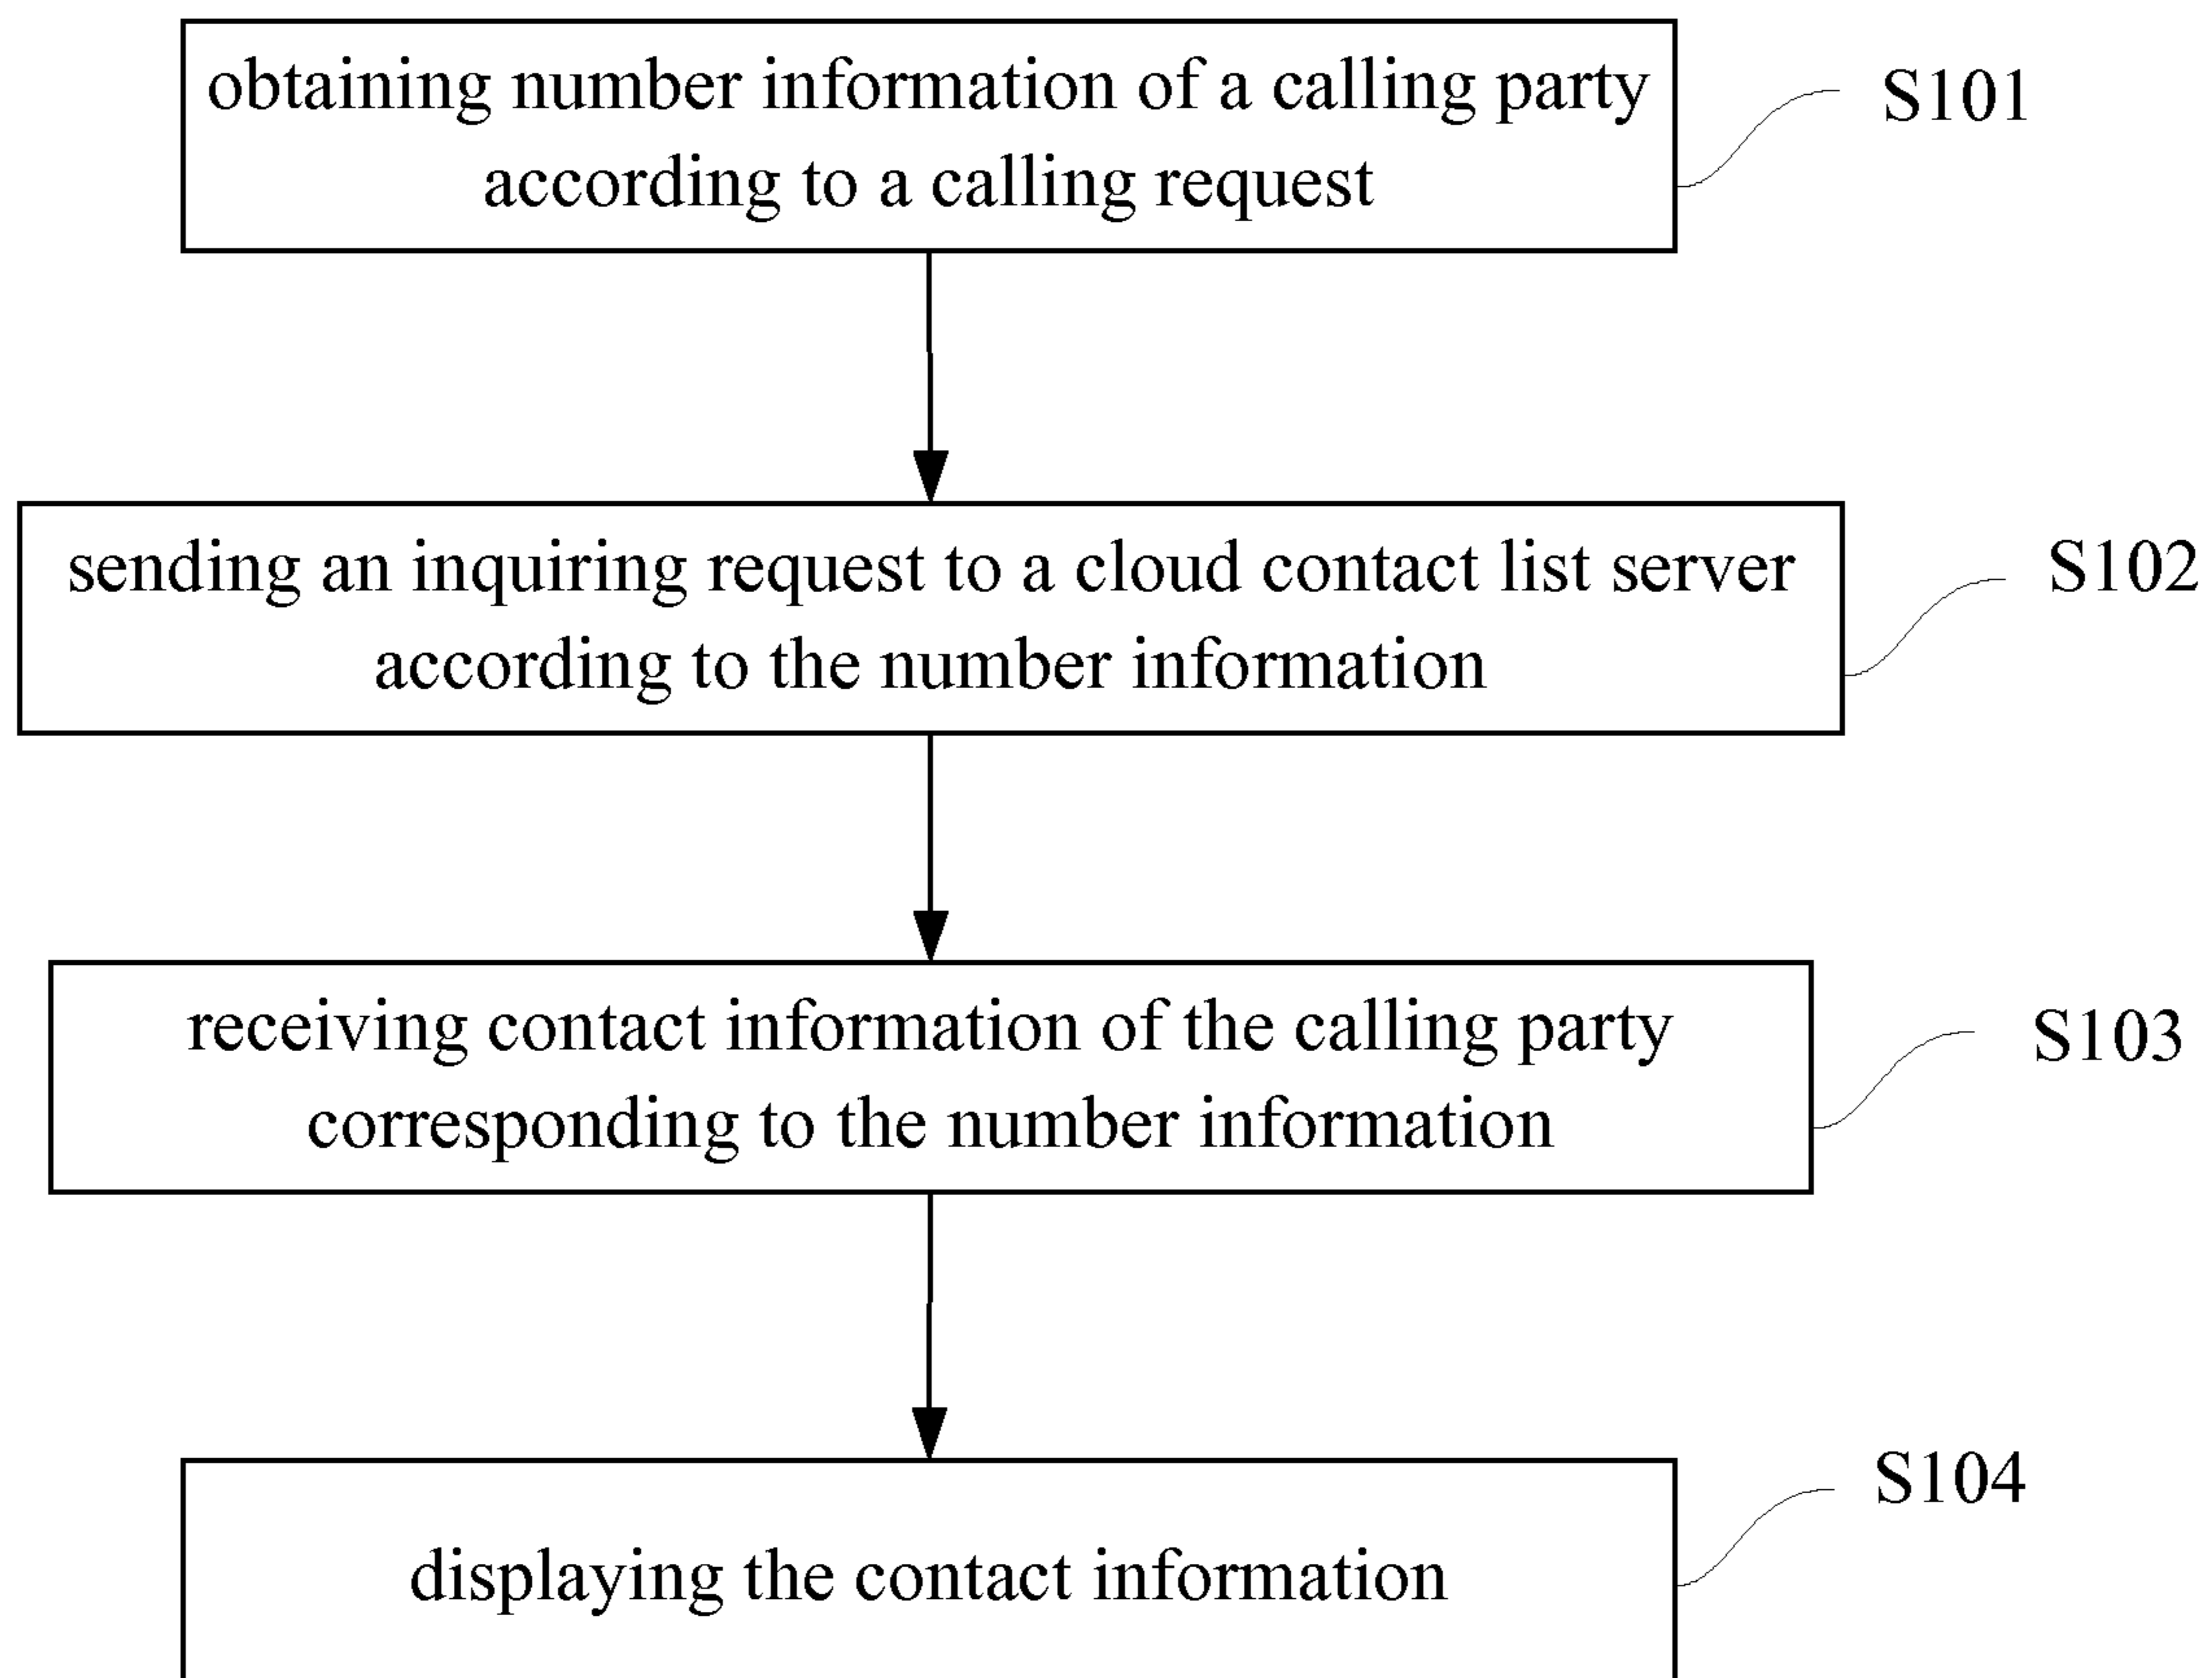 obtaining number information of a calling party
according to a calling request
S101
sending an inquiring request to a cloud contact list server
according to the number information
S102
receiving contact information of the calling party
corresponding to the number information
S103
displaying the contact information
S104